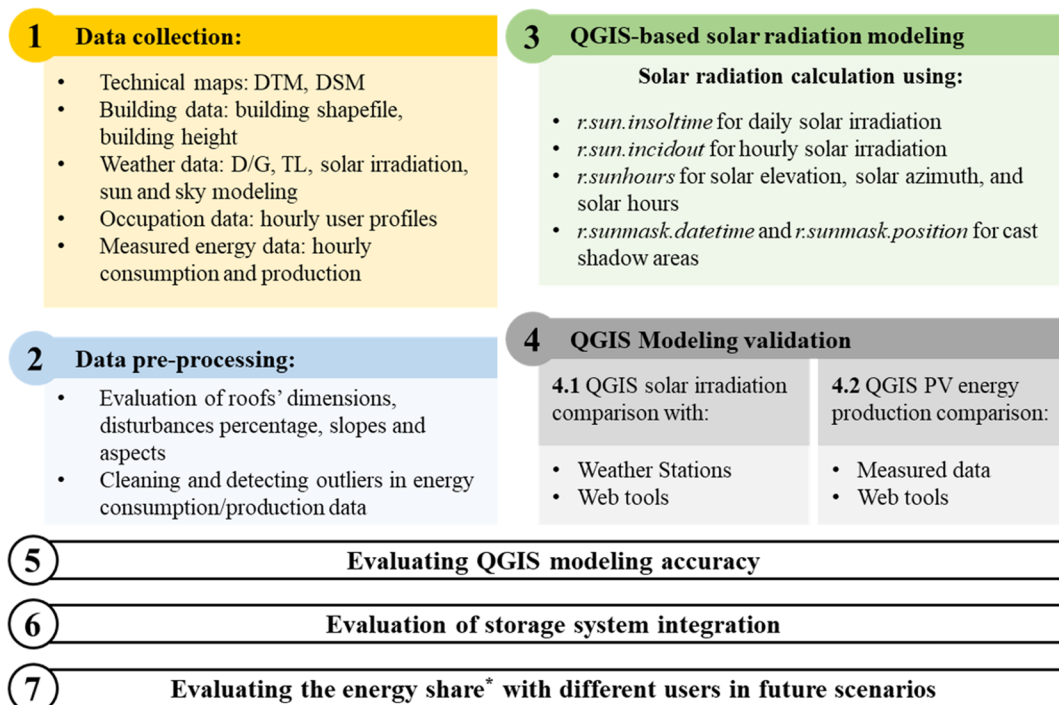 1 Data collection:
• Technical maps: DTM, DSM
• Building data: building shapefile,
building height
• Weather data: D/G, TL, solar irradiation,
sun and sky modeling
• Occupation data: hourly user profiles
• Measured energy data: hourly
consumption and production
2 Data pre-processing:
• Evaluation of roofs' dimensions,
disturbances percentage, slopes and
aspects
• Cleaning and detecting outliers in energy
consumption/production data
3 QGIS-based solar radiation modeling
Solar radiation calculation using:
• r.sun.insoltime for daily solar irradiation
• r.sun.incidout for hourly solar irradiation
• r.sunhours for solar elevation, solar azimuth, and
solar hours
• r.sunmask.datetime and r.sunmask.position for cast
shadow areas
4 QGIS Modeling validation
4.1 QGIS solar irradiation
comparison with:
• Weather Stations
• Web tools
4.2 QGIS PV energy
production comparison:
• Measured data
• Web tools
5 Evaluating QGIS modeling accuracy
6 Evaluation of storage system integration
7 Evaluating the energy share* with different users in future scenarios